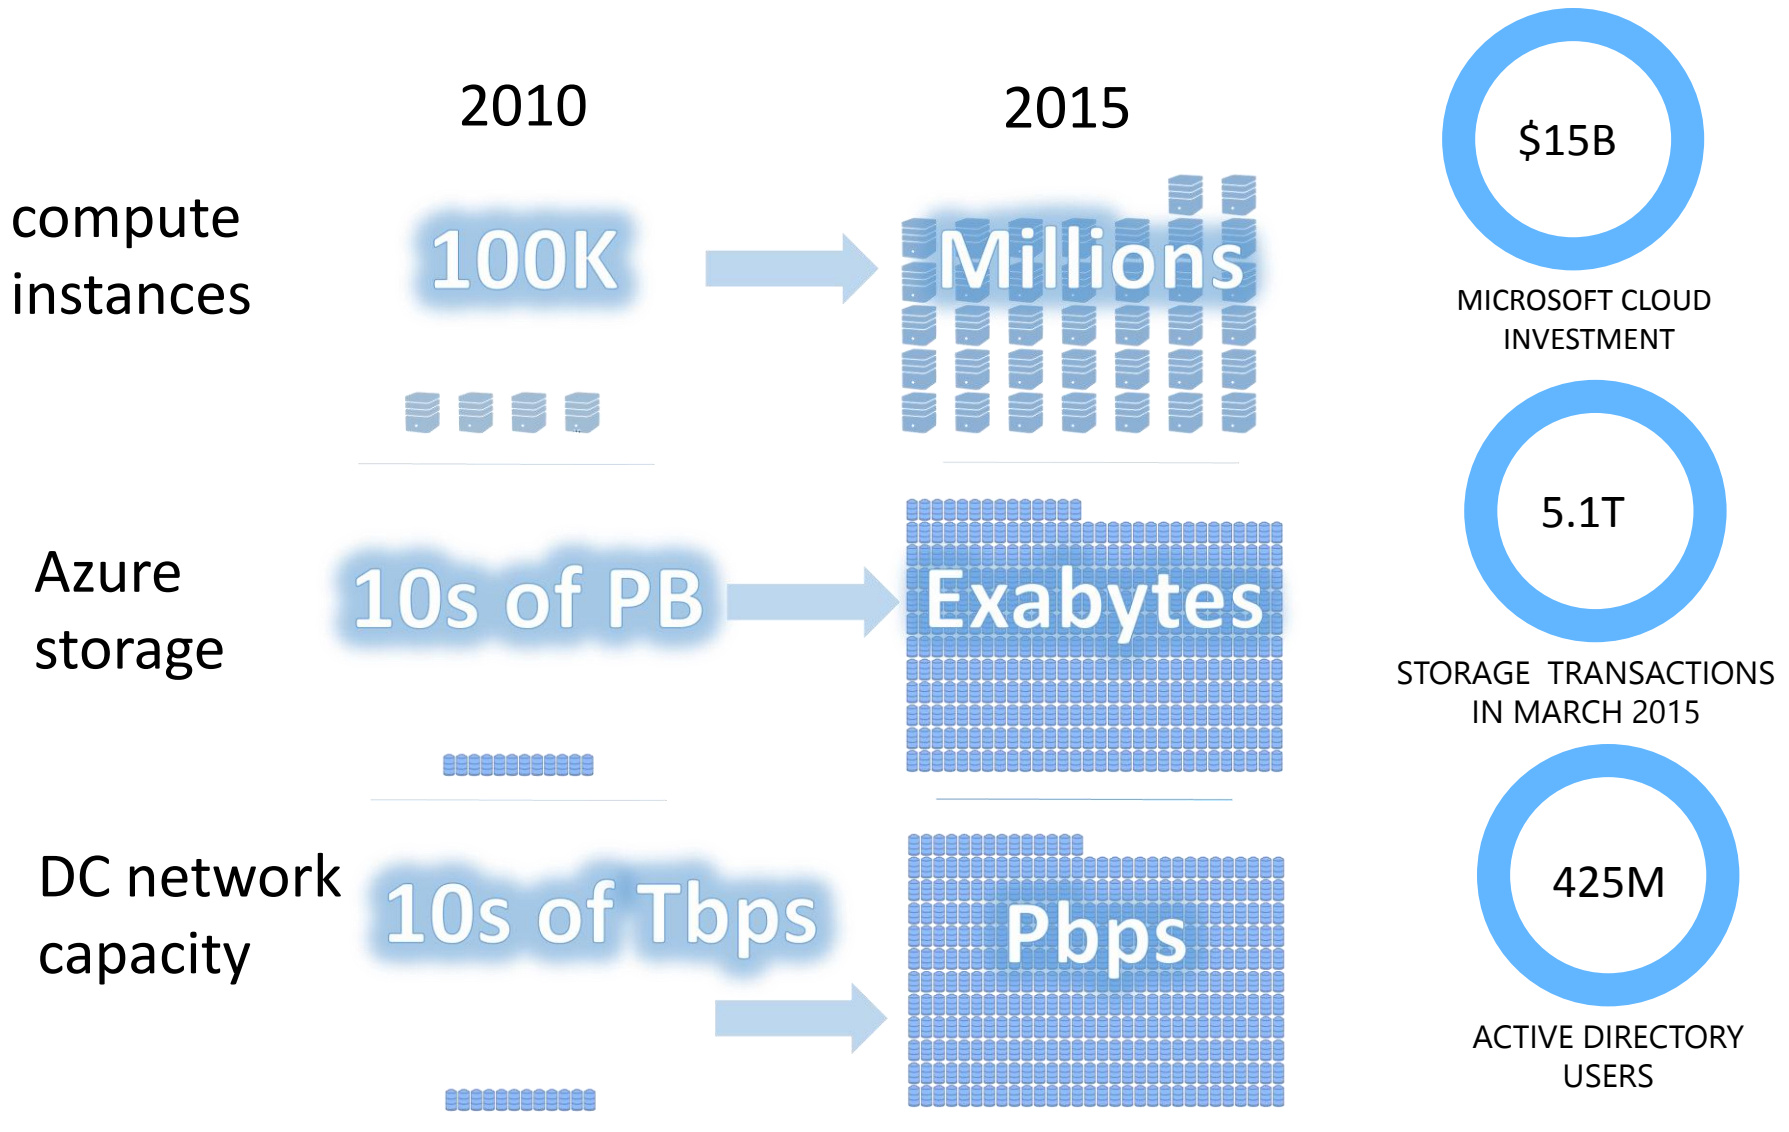 2010
2015
compute
instances
100K
Millions
Azure
storage
10s of PB
Exabytes
DC network
capacity
10s of Tbps
Pbps
$15B
MICROSOFT CLOUD
INVESTMENT
5.1T
STORAGE  TRANSACTIONS
IN MARCH 2015
425M
ACTIVE DIRECTORY
USERS